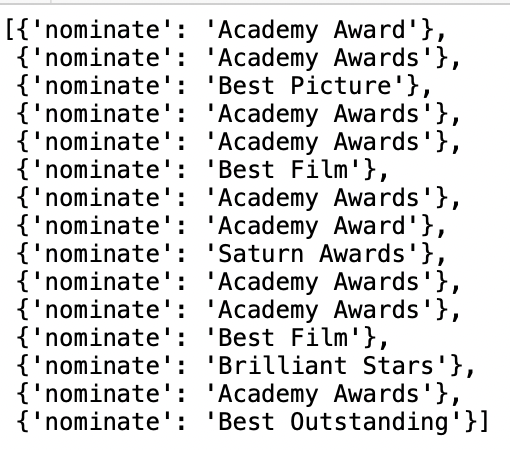 [{'nominate': 'Academy Award'},
{'nominate': 'Academy Awards'},
{'nominate': 'Best Picture'},
{'nominate': 'Academy Awards'},
{'nominate': 'Academy Awards'},
{'nominate': 'Best Film'},
{'nominate': 'Academy Awards'},
{'nominate': 'Academy Award'},
{'nominate': 'Saturn Awards'},
{'nominate': 'Academy Awards'},
{'nominate': 'Academy Awards'},
{'nominate': 'Best Film'},
{'nominate': 'Brilliant Stars'},
{'nominate': 'Academy Awards'},
{'nominate': 'Best Outstanding'}]